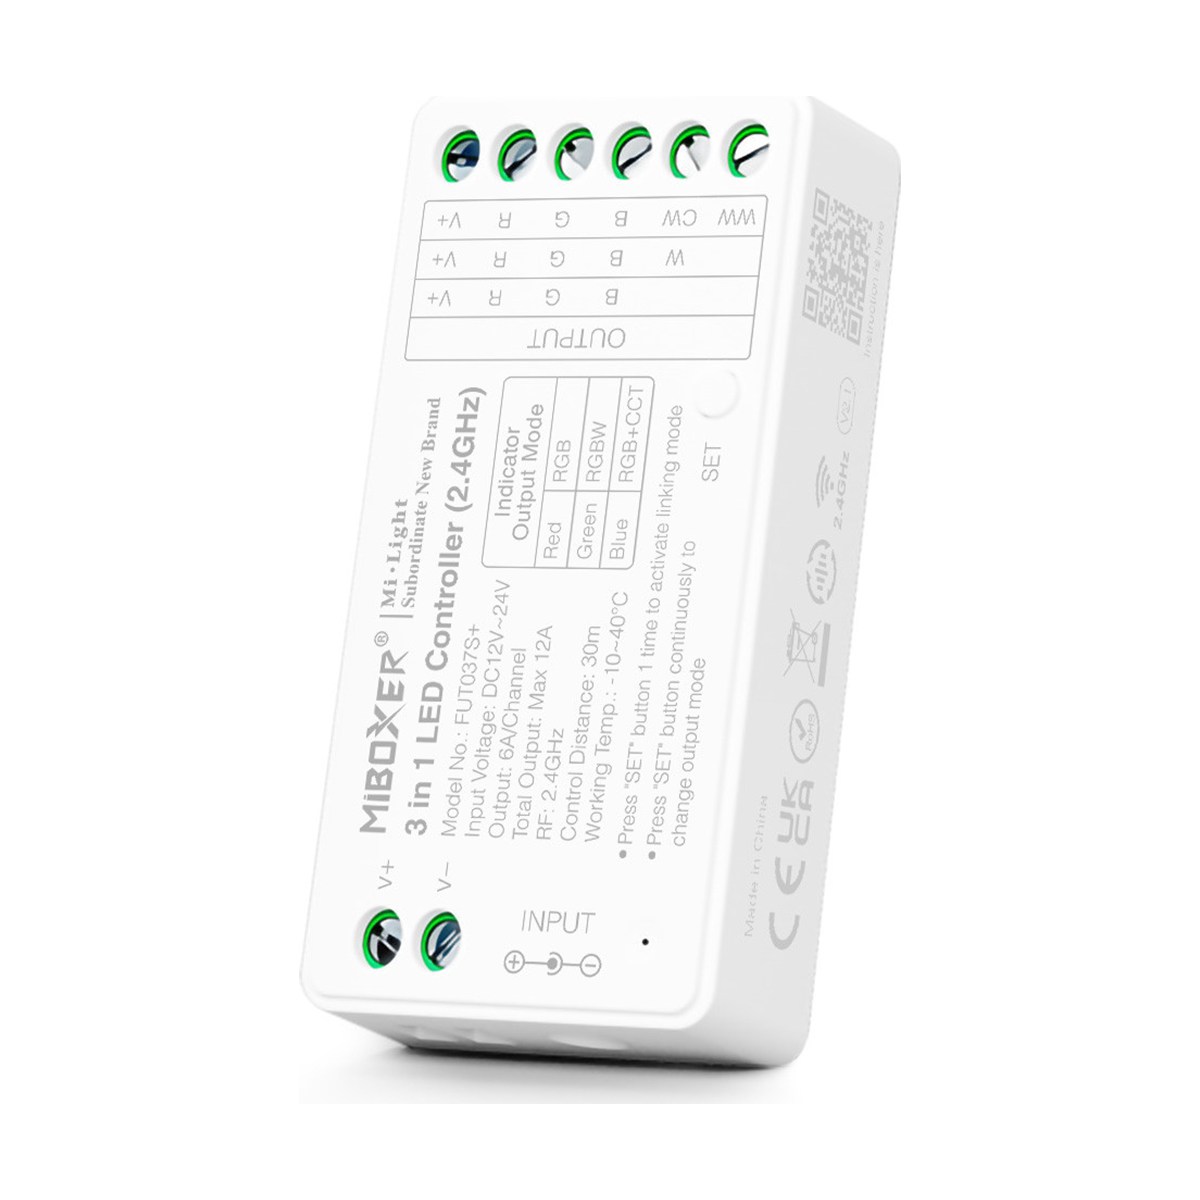 V+ R G B CW WW
V+ R G B W
V+ R G B
OUTPUT
MiBOXER®
Mi·Light
Subordinate New Brand
3 in 1 LED Controller (2.4GHz)
Model No.: FUT037S+
Input Voltage: DC12V~24V
Output: 6A/Channel
Total Output: Max 12A
RF: 2.4GHz
Control Distance: 30m
Working Temp.: -10~40°C
Indicator
Output Mode
Red RGB
Green RGBW
Blue RGB+CCT
• Press "SET" button 1 time to activate linking mode
• Press "SET" button continuously to
change output mode
SET
V+
V−
INPUT
Instruction is here
V2.1
2.4GHz
RoHS
UK
CA
CE
Made in China